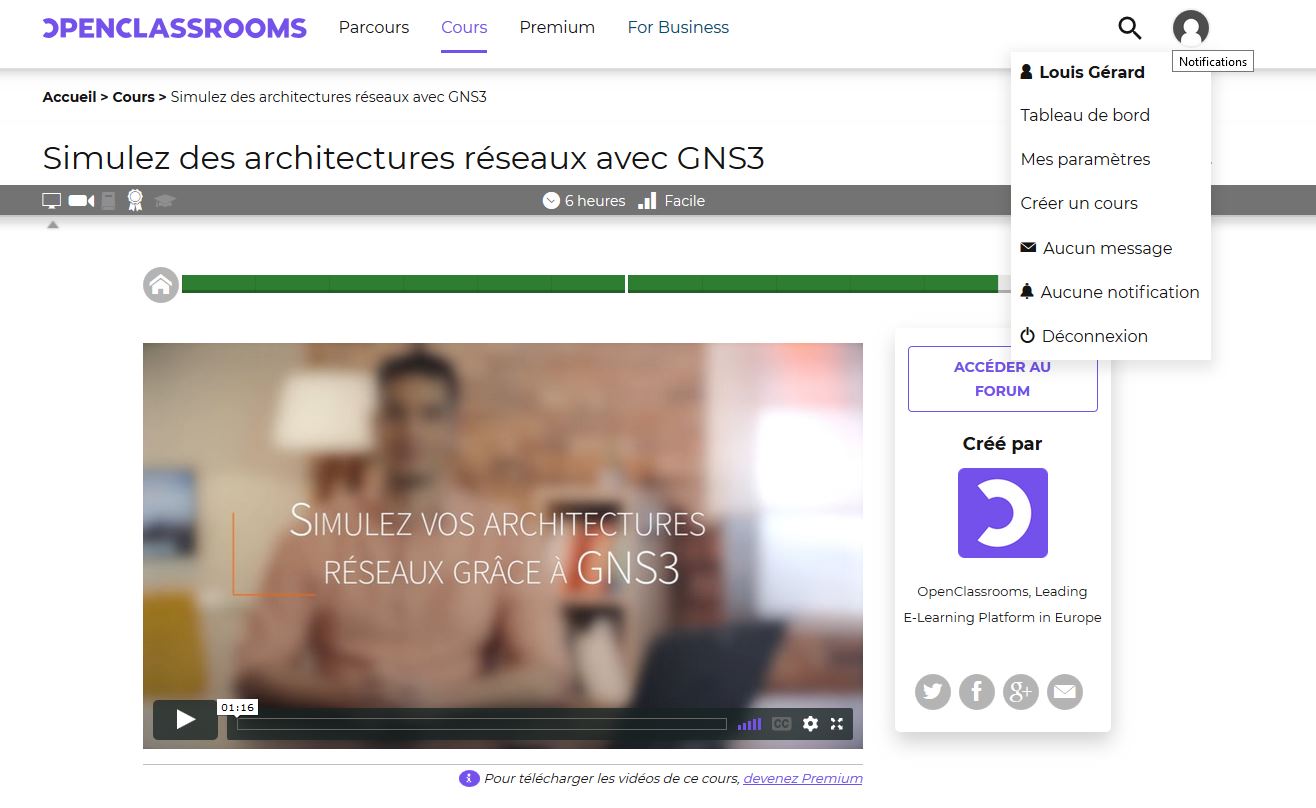 OPENCLASSROOMS Parcours Cours Premium For Business
Notifications
Louis Gérard
Tableau de bord
Mes paramètres
Créer un cours
Aucun message
Aucune notification
Déconnexion
Accueil > Cours > Simulez des architectures réseaux avec GNS3
Simulez des architectures réseaux avec GNS3
6 heures Facile
SIMULEZ VOS ARCHITECTURES
RÉSEAUX GRÂCE À GNS3
01:16
CC
Pour télécharger les vidéos de ce cours, devenez Premium
ACCÉDER AU
FORUM
Créé par
OpenClassrooms, Leading
E-Learning Platform in Europe
g+